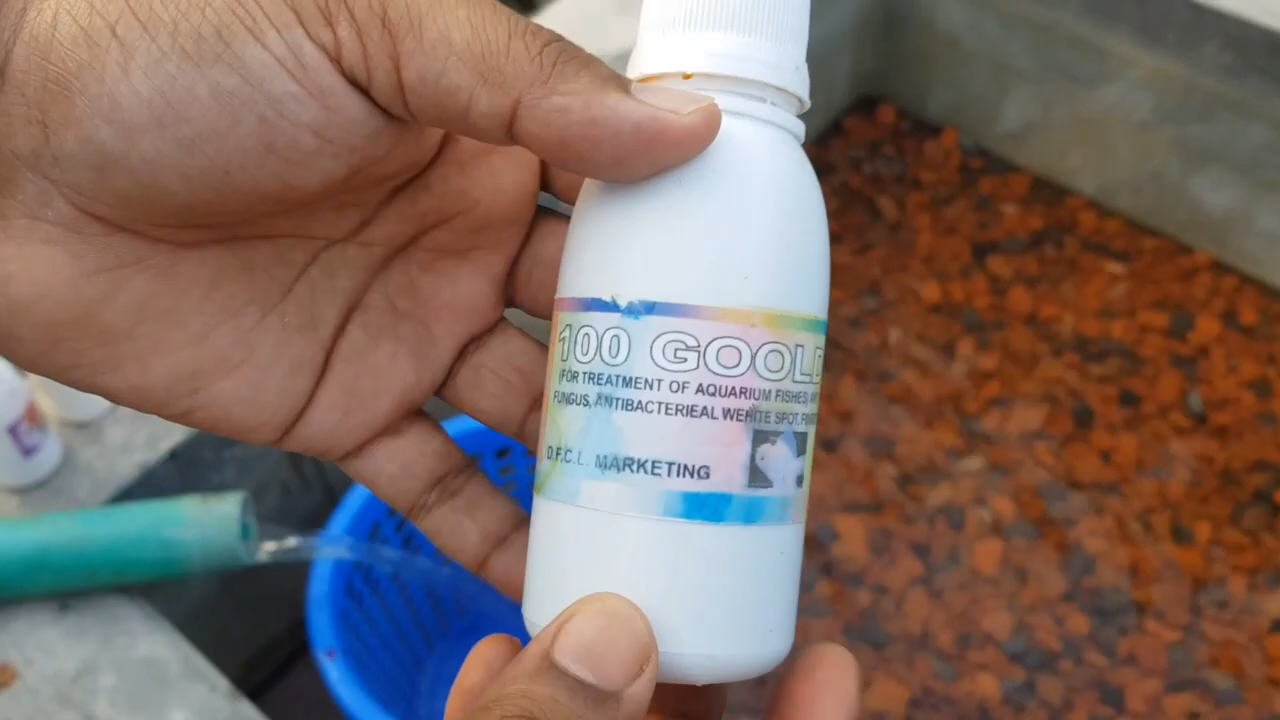 100 GOOLD
(FOR TREATMENT OF AQUARIUM FISHES)
FUNGUS, ANTIBACTERIEAL WEHITE SPOT,
D.F.C.L. MARKETING